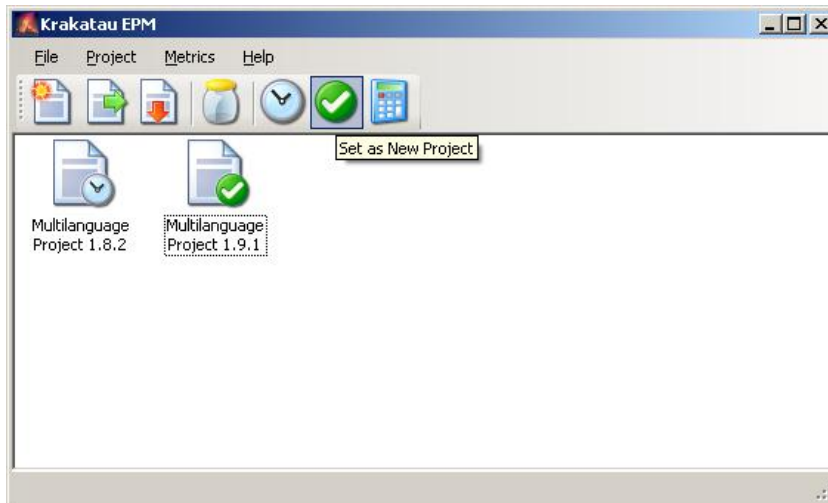 Krakatau EPM
File Project Metrics Help
Set as New Project
Multilanguage
Project 1.8.2
Multilanguage
Project 1.9.1